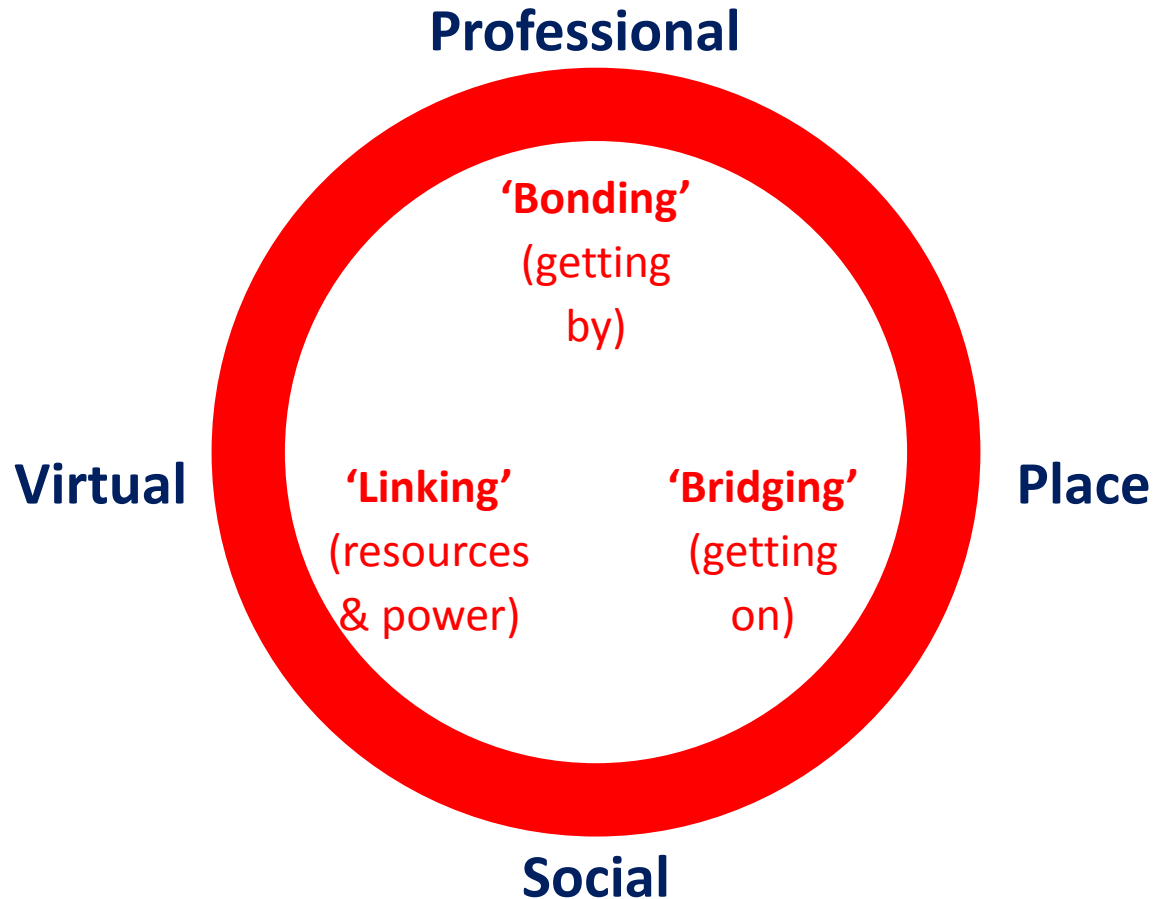 Professional
‘Bonding’
(getting
by)
Virtual
‘Linking’
(resources
& power)
‘Bridging’
(getting
on)
Place
Social